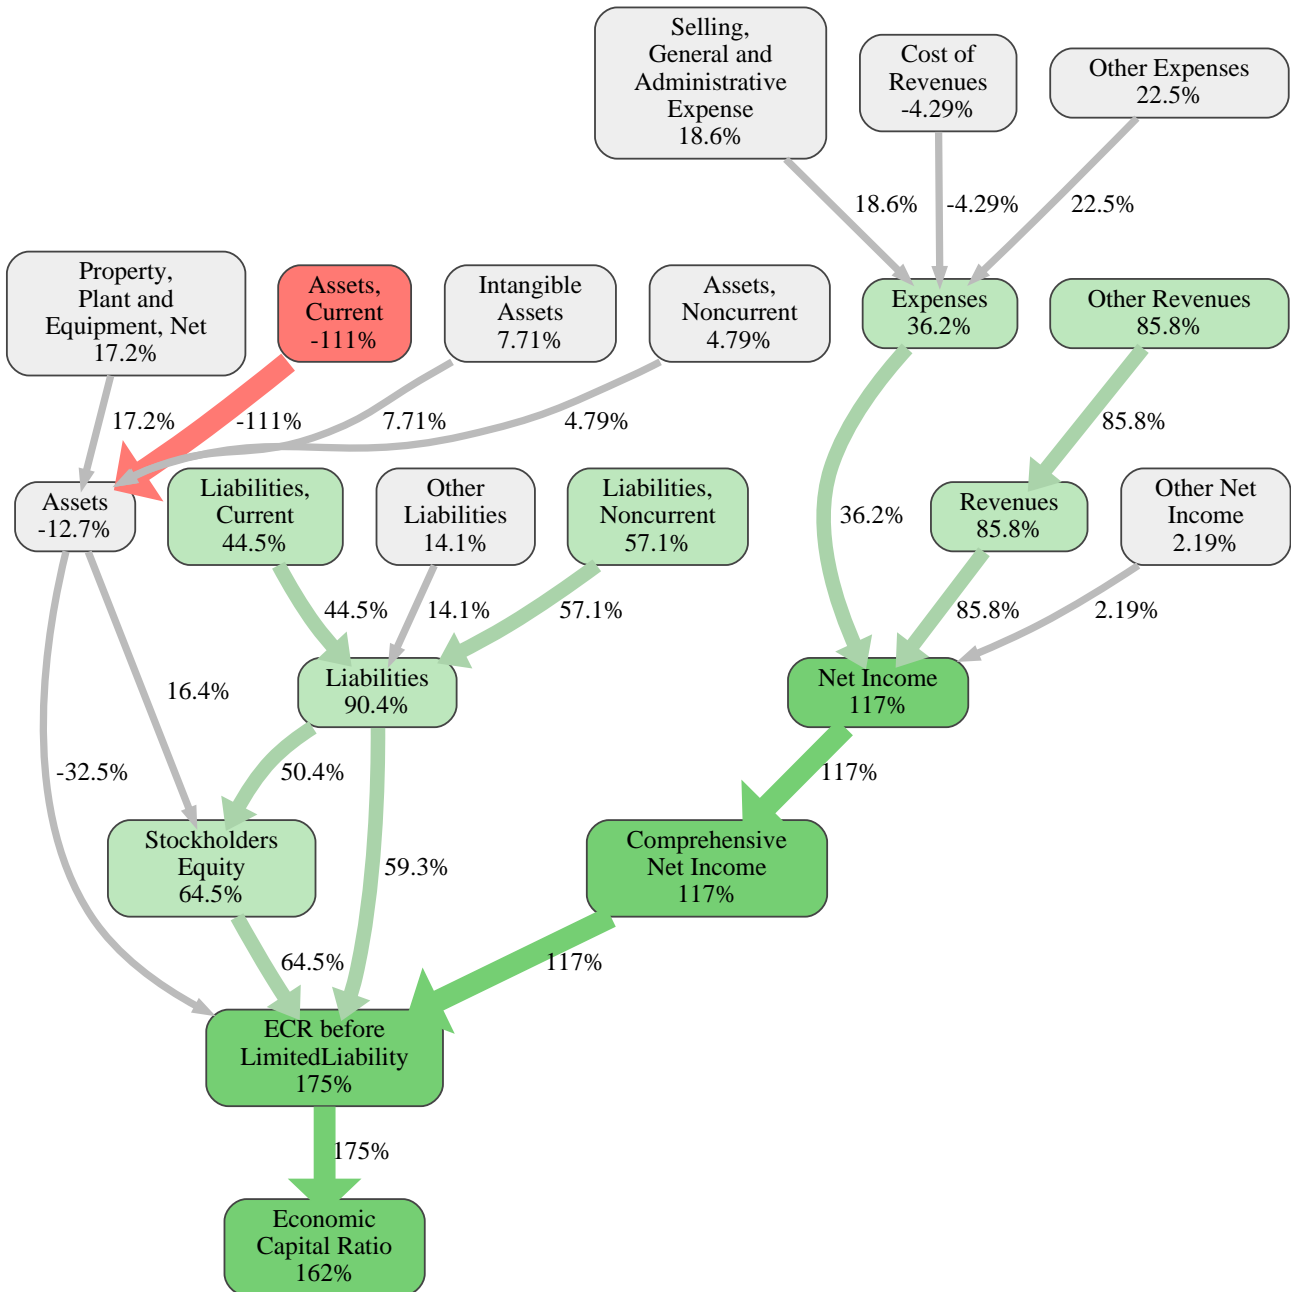 Selling,
General and
Administrative
Expense
18.6%
Cost of
Revenues
-4.29%
Other Expenses
22.5%
18.6%
-4.29%
22.5%
Property,
Plant and
Equipment, Net
17.2%
Assets,
Current
-111%
Intangible
Assets
7.71%
Assets,
Noncurrent
4.79%
Expenses
36.2%
Other Revenues
85.8%
17.2%
-111%
7.71%
4.79%
85.8%
Assets
-12.7%
Liabilities,
Current
44.5%
Other
Liabilities
14.1%
Liabilities,
Noncurrent
57.1%
36.2%
Revenues
85.8%
Other Net
Income
2.19%
44.5%
14.1%
57.1%
85.8%
2.19%
16.4%
Liabilities
90.4%
Net Income
117%
-32.5%
50.4%
117%
Stockholders
Equity
64.5%
59.3%
Comprehensive
Net Income
117%
64.5%
117%
ECR before
LimitedLiability
175%
175%
Economic
Capital Ratio
162%